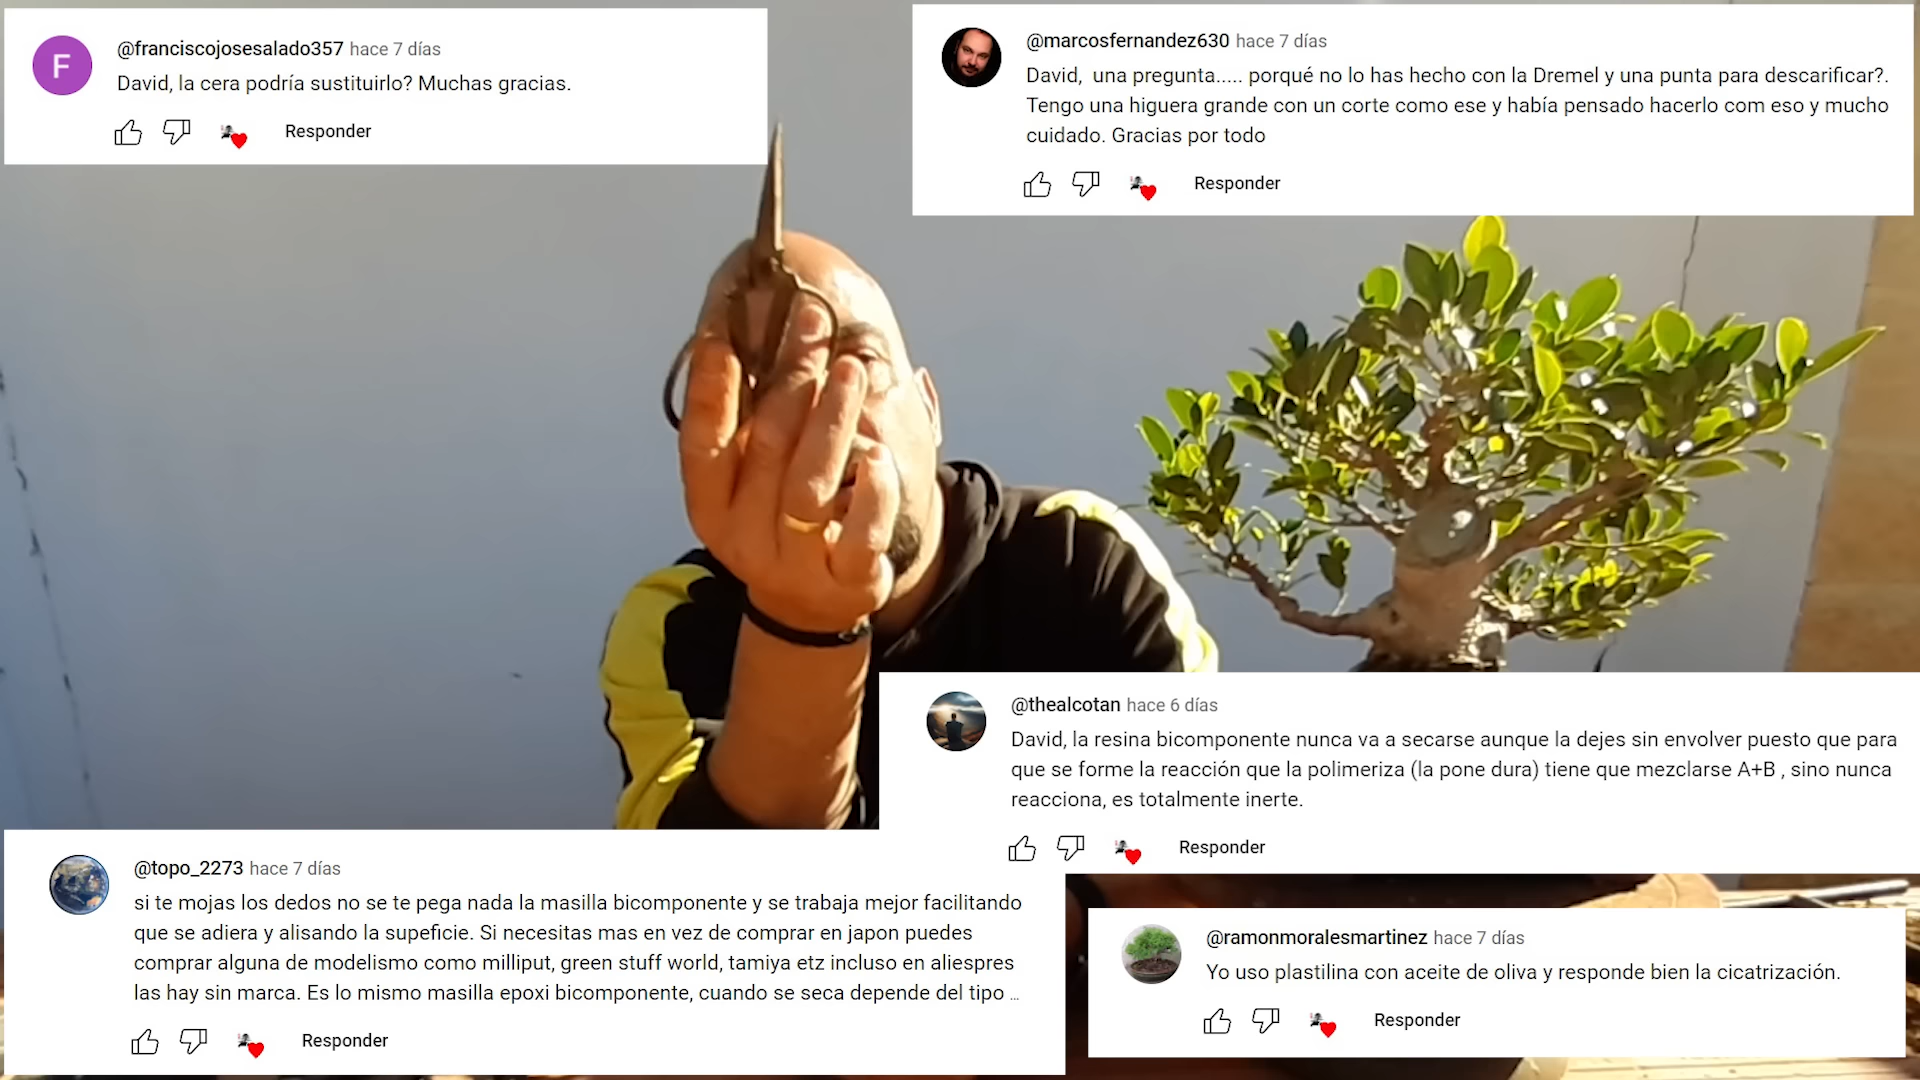 F
@franciscojosesalado357 hace 7 días
David, la cera podría sustituirlo? Muchas gracias.
Responder
@marcosfernandez630 hace 7 días
David,  una pregunta..... porqué no lo has hecho con la Dremel y una punta para descarificar?.
Tengo una higuera grande con un corte como ese y había pensado hacerlo com eso y mucho
cuidado. Gracias por todo
Responder
@thealcotan hace 6 días
David, la resina bicomponente nunca va a secarse aunque la dejes sin envolver puesto que para
que se forme la reacción que la polimeriza (la pone dura) tiene que mezclarse A+B , sino nunca
reacciona, es totalmente inerte.
Responder
@topo_2273 hace 7 días
si te mojas los dedos no se te pega nada la masilla bicomponente y se trabaja mejor facilitando
que se adiera y alisando la supeficie. Si necesitas mas en vez de comprar en japon puedes
comprar alguna de modelismo como milliput, green stuff world, tamiya etz incluso en aliespres
las hay sin marca. Es lo mismo masilla epoxi bicomponente, cuando se seca depende del tipo ...
Responder
@ramonmoralesmartinez hace 7 días
Yo uso plastilina con aceite de oliva y responde bien la cicatrización.
Responder